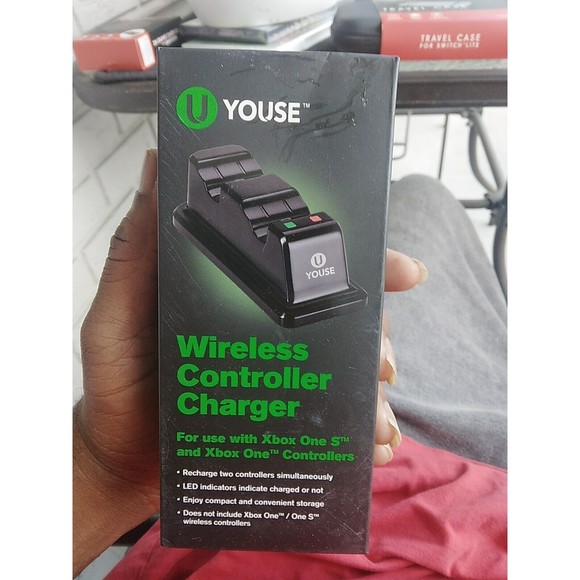 TRAVEL CASE
FOR SWITCH LITE
U YOUSE™
U
YOUSE
Wireless
Controller
Charger
For use with Xbox One S™
and Xbox One™ Controllers
• Recharge two controllers simultaneously
• LED indicators indicate charged or not
• Enjoy compact and convenient storage
• Does not include Xbox One™ / One S™
wireless controllers